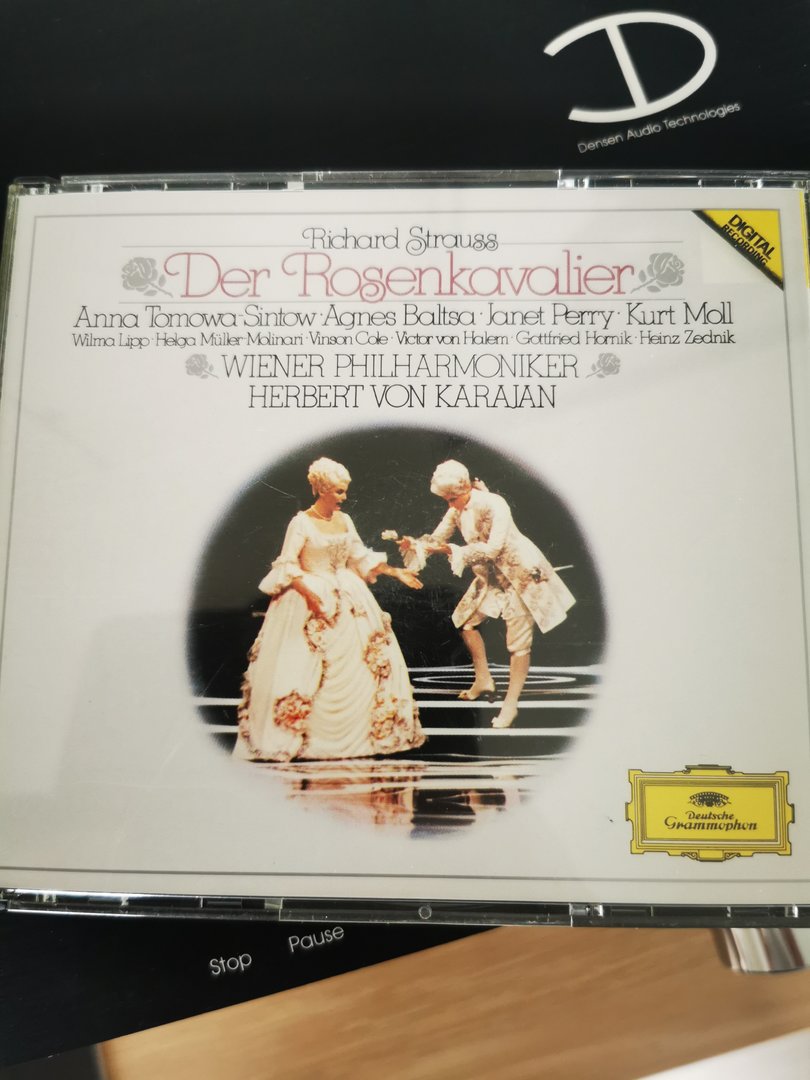 Densen Audio Technologies
DIGITAL
RECORDING
Richard Strauss
Der Rosenkavalier
Anna Tomowa-Sintow · Agnes Baltsa · Janet Perry · Kurt Moll
Wilma Lipp · Helga Müller-Molinari · Vinson Cole · Victor von Halem · Gottfried Hornik · Heinz Zednik
WIENER PHILHARMONIKER
HERBERT VON KARAJAN
Deutsche
Grammophon
Stop Pause